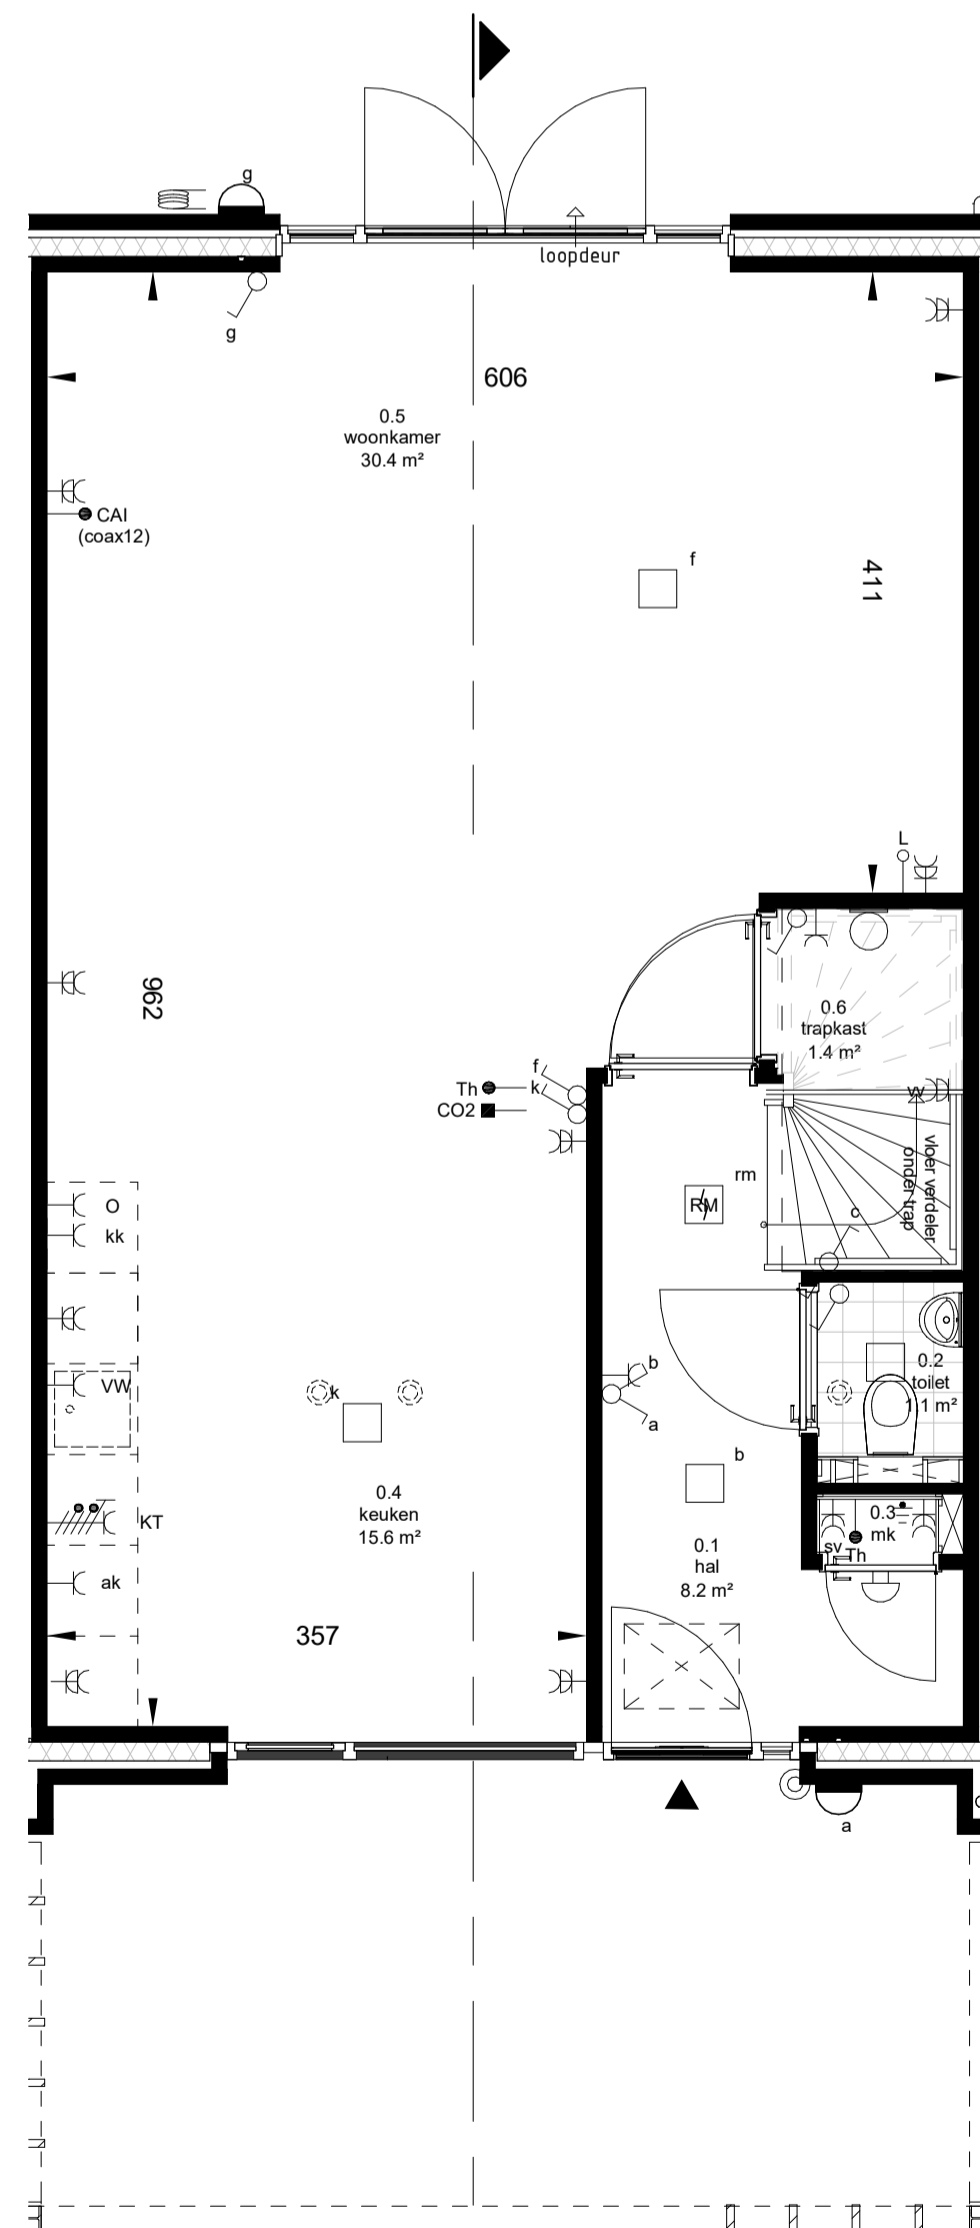 g
loopdeur
g
606
0.5
woonkamer
30.4 m²
CAI
(coax12)
f
411
L
962
0.6
trapkast
1.4 m²
f
Th
k
CO2
vv
vloer verdeler
onder trap
rm
RM
O
kk
c
b
0.2
toilet
1.1 m²
VW
k
a
b
0.4
keuken
15.6 m²
KT
0.3
mk
sv
Th
0.1
hal
8.2 m²
ak
357
a